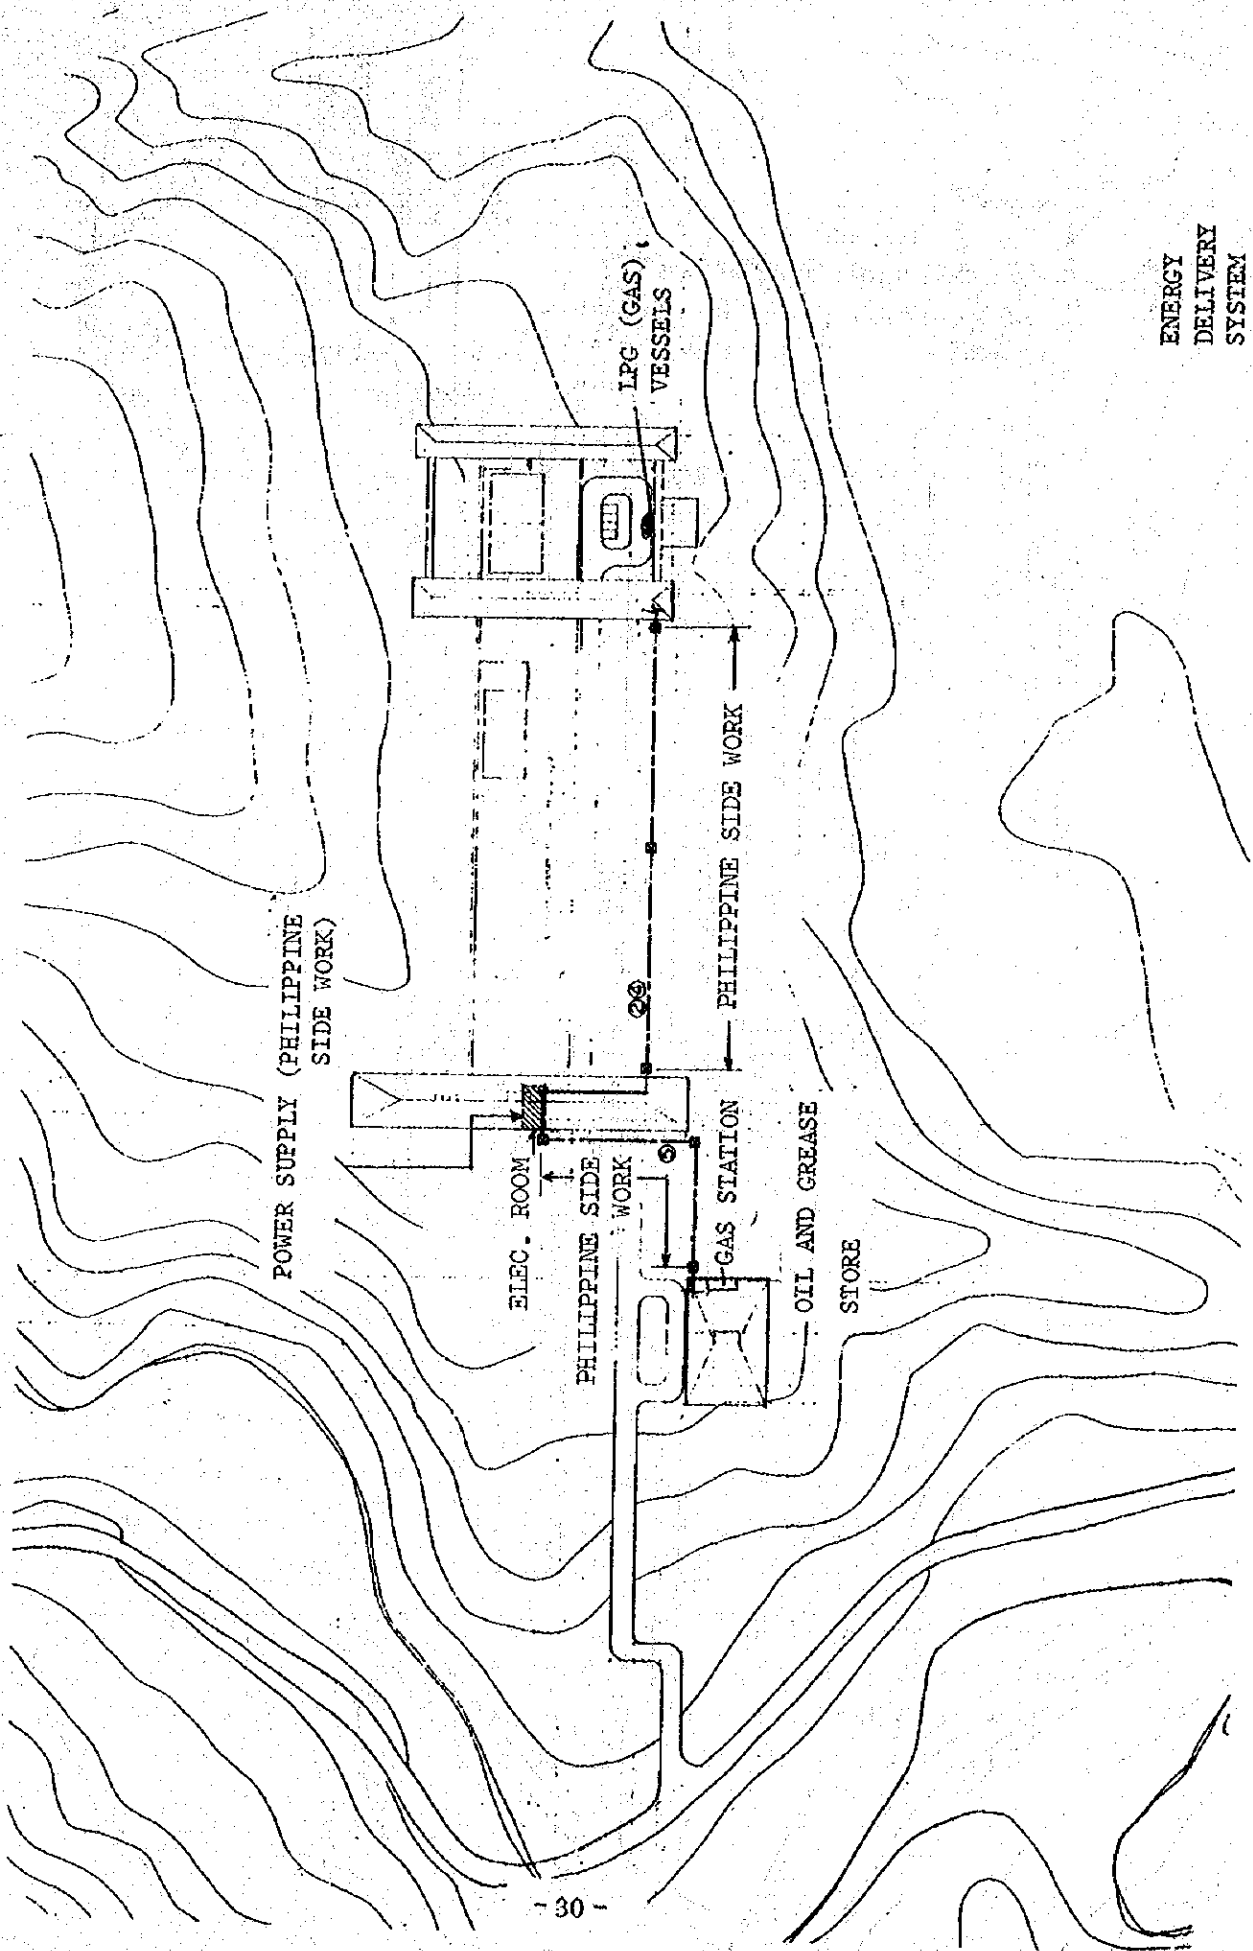 POWER SUPPLY (PHILIPPINE
SIDE WORK)
LPG (GAS)
VESSELS
ELEC. ROOM
PHILIPPINE SIDE
WORK
②④
⑤
PHILIPPINE SIDE WORK
GAS STATION
OIL AND GREASE
STORE
ENERGY
DELIVERY
SYSTEM
- 30 -